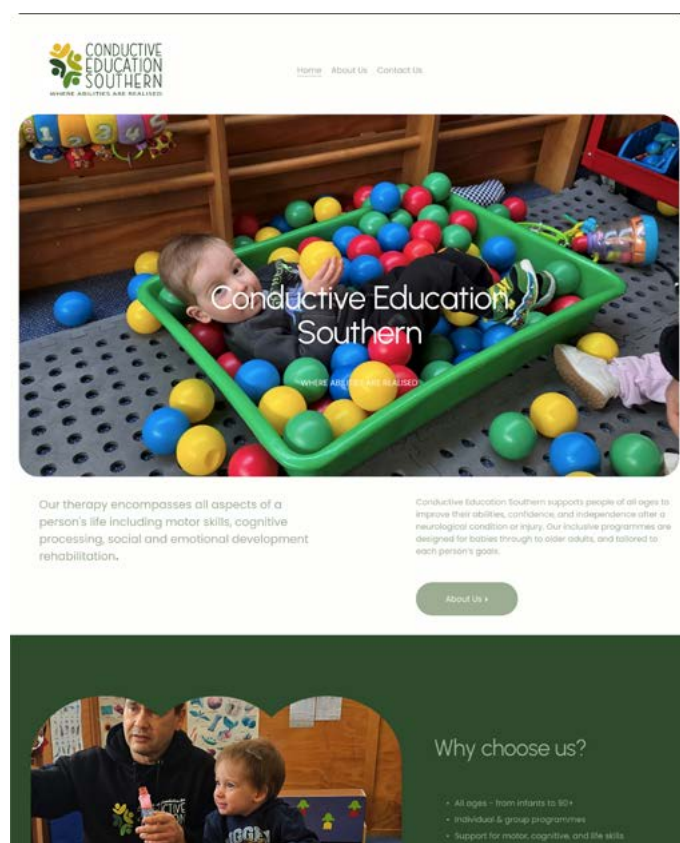 CONDUCTIVE
EDUCATION
SOUTHERN
WHERE ABILITIES ARE REALISED
Home About Us Contact Us
1 2 3 4 5
Conductive Education
Southern
WHERE ABILITIES ARE REALISED
Our therapy encompasses all aspects of a
person's life including motor skills, cognitive
processing, social and emotional development
rehabilitation.
Conductive Education Southern supports people of all ages to
improve their abilities, confidence, and independence after a
neurological condition or injury. Our inclusive programmes are
designed for babies through to older adults, and tailored to
each person's goals.
About Us
Why choose us?
• All ages - from infants to 90+
• Individual & group programmes
• Support for motor, cognitive, and life skills